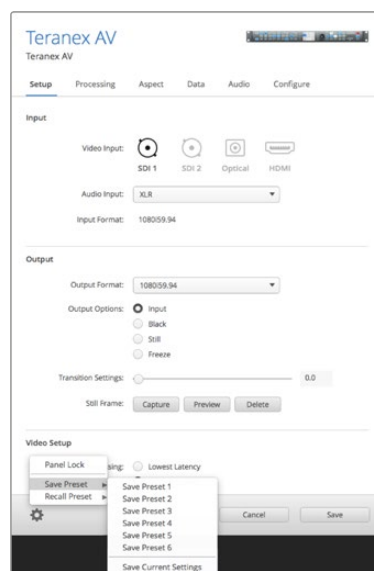 Teranex AV
Teranex AV
Setup Processing Aspect Data Audio Configure
Input
Video Input:
SDI 1 SDI 2 Optical HDMI
Audio Input: XLR
Input Format: 1080i59.94
Output
Output Format: 1080i59.94
Output Options: Input
Black
Still
Freeze
Transition Settings: 0.0
Still Frame: Capture Preview Delete
Video Setup
Panel Lock
sing: Lowest Latency
Save Preset
Recall Preset
Save Preset 1
Save Preset 2
Save Preset 3
Save Preset 4
Save Preset 5
Save Preset 6
Save Current Settings
Cancel Save